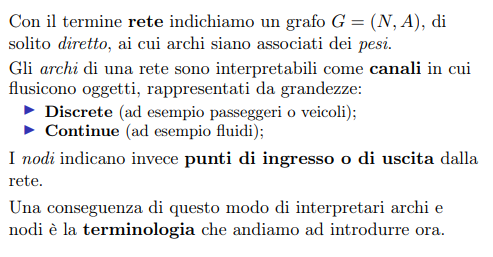 Con il termine rete indichiamo un grafo G = (N, A), di
solito diretto, ai cui archi siano associati dei pesi.
Gli archi di una rete sono interpretabili come canali in cui
flusicono oggetti, rappresentati da grandezze:
▶ Discrete (ad esempio passeggeri o veicoli);
▶ Continue (ad esempio fluidi);
I nodi indicano invece punti di ingresso o di uscita dalla
rete.
Una conseguenza di questo modo di interpretari archi e
nodi è la terminologia che andiamo ad introdurre ora.